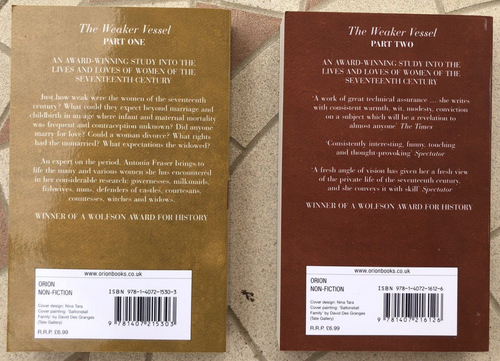 The Weaker Vessel
PART ONE
AN AWARD-WINNING STUDY INTO THE
LIVES AND LOVES OF WOMEN OF THE
SEVENTEENTH CENTURY
Just how weak were the women of the seventeenth
century? What could they expect beyond marriage and
childbirth in an age where infant and maternal mortality
was frequent and contraception unknown? Did anyone
marry for love? Could a woman divorce? What rights
had the unmarried? What expectations the widowed?
An expert on the period, Antonia Fraser brings to
life the many and various women she has encountered
in her considerable research: governesses, milkmaids,
fishwives, nuns, defenders of castles, courtesans,
countesses, witches and widows.
WINNER OF A WOLFSON AWARD FOR HISTORY
www.orionbooks.co.uk
ORION
NON-FICTION
Cover design: Nina Tara
Cover painting: 'Saltonstall
Family' by David Des Granges
(Tate Gallery)
R.R.P. £6.99
ISBN 978-1-4072-1530-3
9 781407 215303
The Weaker Vessel
PART TWO
AN AWARD-WINNING STUDY INTO THE
LIVES AND LOVES OF WOMEN OF THE
SEVENTEENTH CENTURY
'A work of great technical assurance ... she writes
with consistent warmth, wit, modesty, conviction
on a subject which will be a revelation to
almost anyone' The Times
'Consistently interesting, funny, touching
and thought-provoking' Spectator
'A fresh angle of vision has given her a fresh view
of the private life of the seventeenth century,
and she conveys it with skill' Spectator
WINNER OF A WOLFSON AWARD FOR HISTORY
www.orionbooks.co.uk
ORION
NON-FICTION
Cover design: Nina Tara
Cover painting: 'Saltonstall
Family' by David Des Granges
(Tate Gallery)
R.R.P. £6.99
ISBN 978-1-4072-1612-6
9 781407 216126